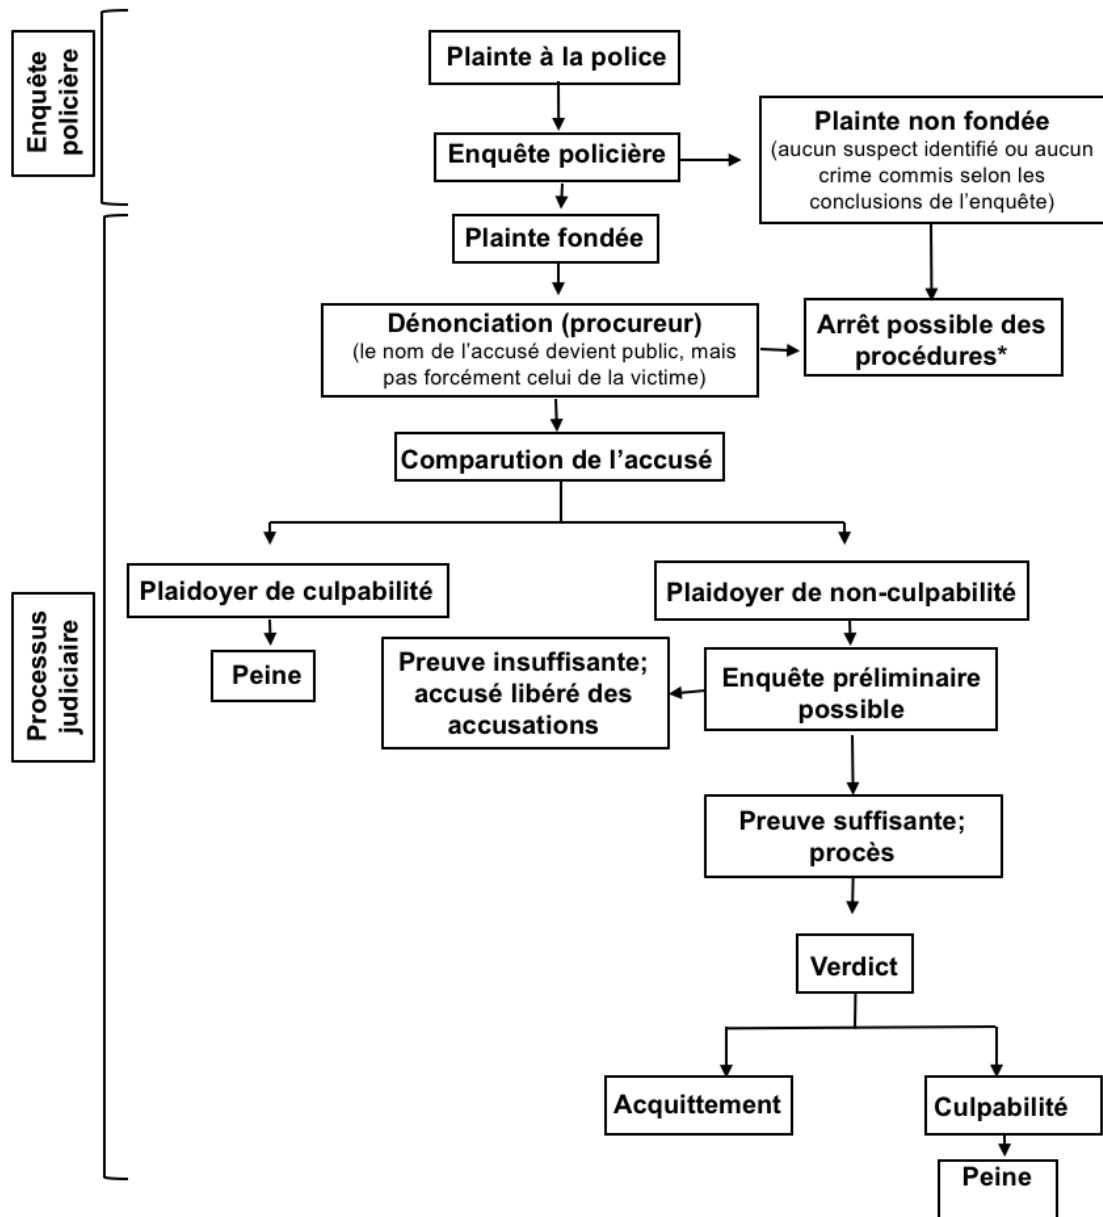 Enquête
policière
Plainte à la police
Enquête policière
Plainte non fondée
(aucun suspect identifié ou aucun
crime commis selon les
conclusions de l'enquête)
Plainte fondée
Dénonciation (procureur)
(le nom de l'accusé devient public, mais
pas forcément celui de la victime)
Arrêt possible des
procédures*
Comparution de l'accusé
Processus
judiciaire
Plaidoyer de culpabilité
Plaidoyer de non-culpabilité
Peine
Preuve insuffisante;
accusé libéré des
accusations
Enquête préliminaire
possible
Preuve suffisante;
procès
Verdict
Acquittement
Culpabilité
Peine